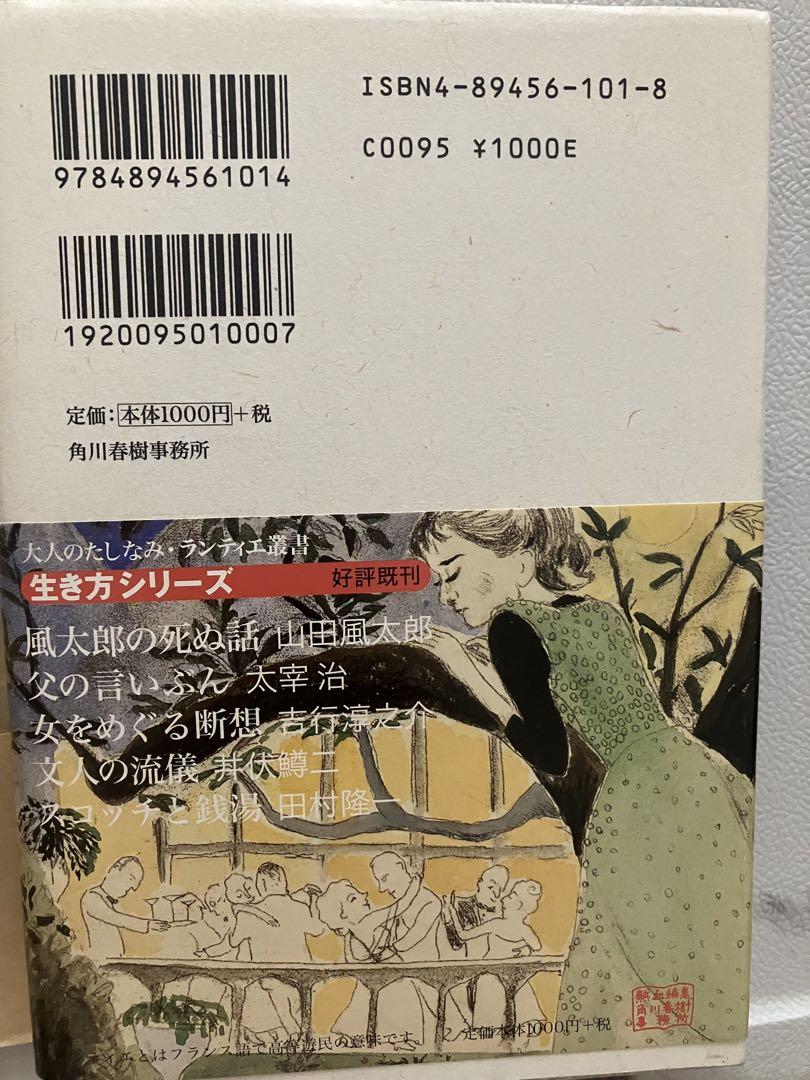 ISBN4-89456-101-8
9784894561014
C0095 ¥1000E
1920095010007
定価：本体1000円＋税
角川春樹事務所
大人のたしなみ・ランティエ叢書
生き方シリーズ 好評既刊
風太郎の死ぬ話 山田風太郎
父の言いぶん 太宰 治
女をめぐる断想 吉行淳之介
文人の流儀 井伏鱒二
スコッチと銭湯 田村隆一
定価本体1000円＋税
ティエとはフランス語で高等遊民の意味です